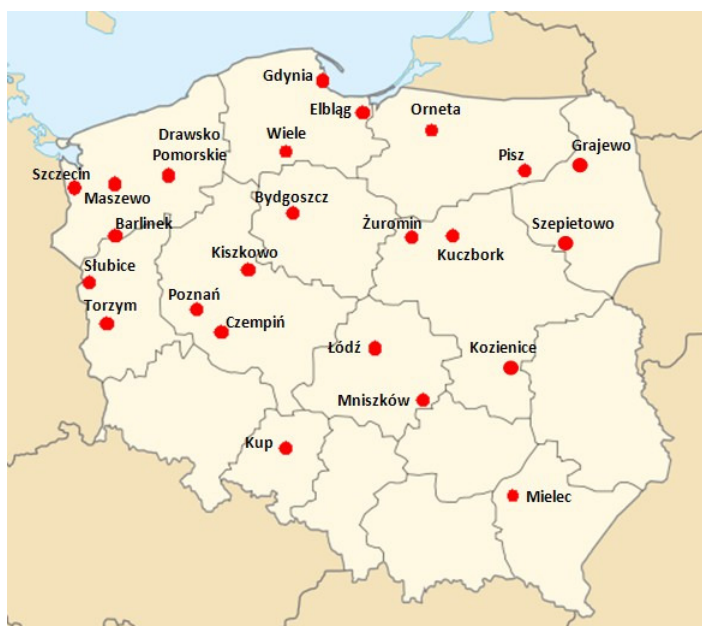 Gdynia
Elbląg
Orneta
Drawsko
Pomorskie
Wiele
Pisz
Grajewo
Szczecin
Maszewo
Bydgoszcz
Barlinek
Żuromin
Kuczbork
Szepietowo
Kiszkowo
Słubice
Torzym
Poznań
Czempiń
Łódź
Kozienice
Mniszków
Kup
Mielec